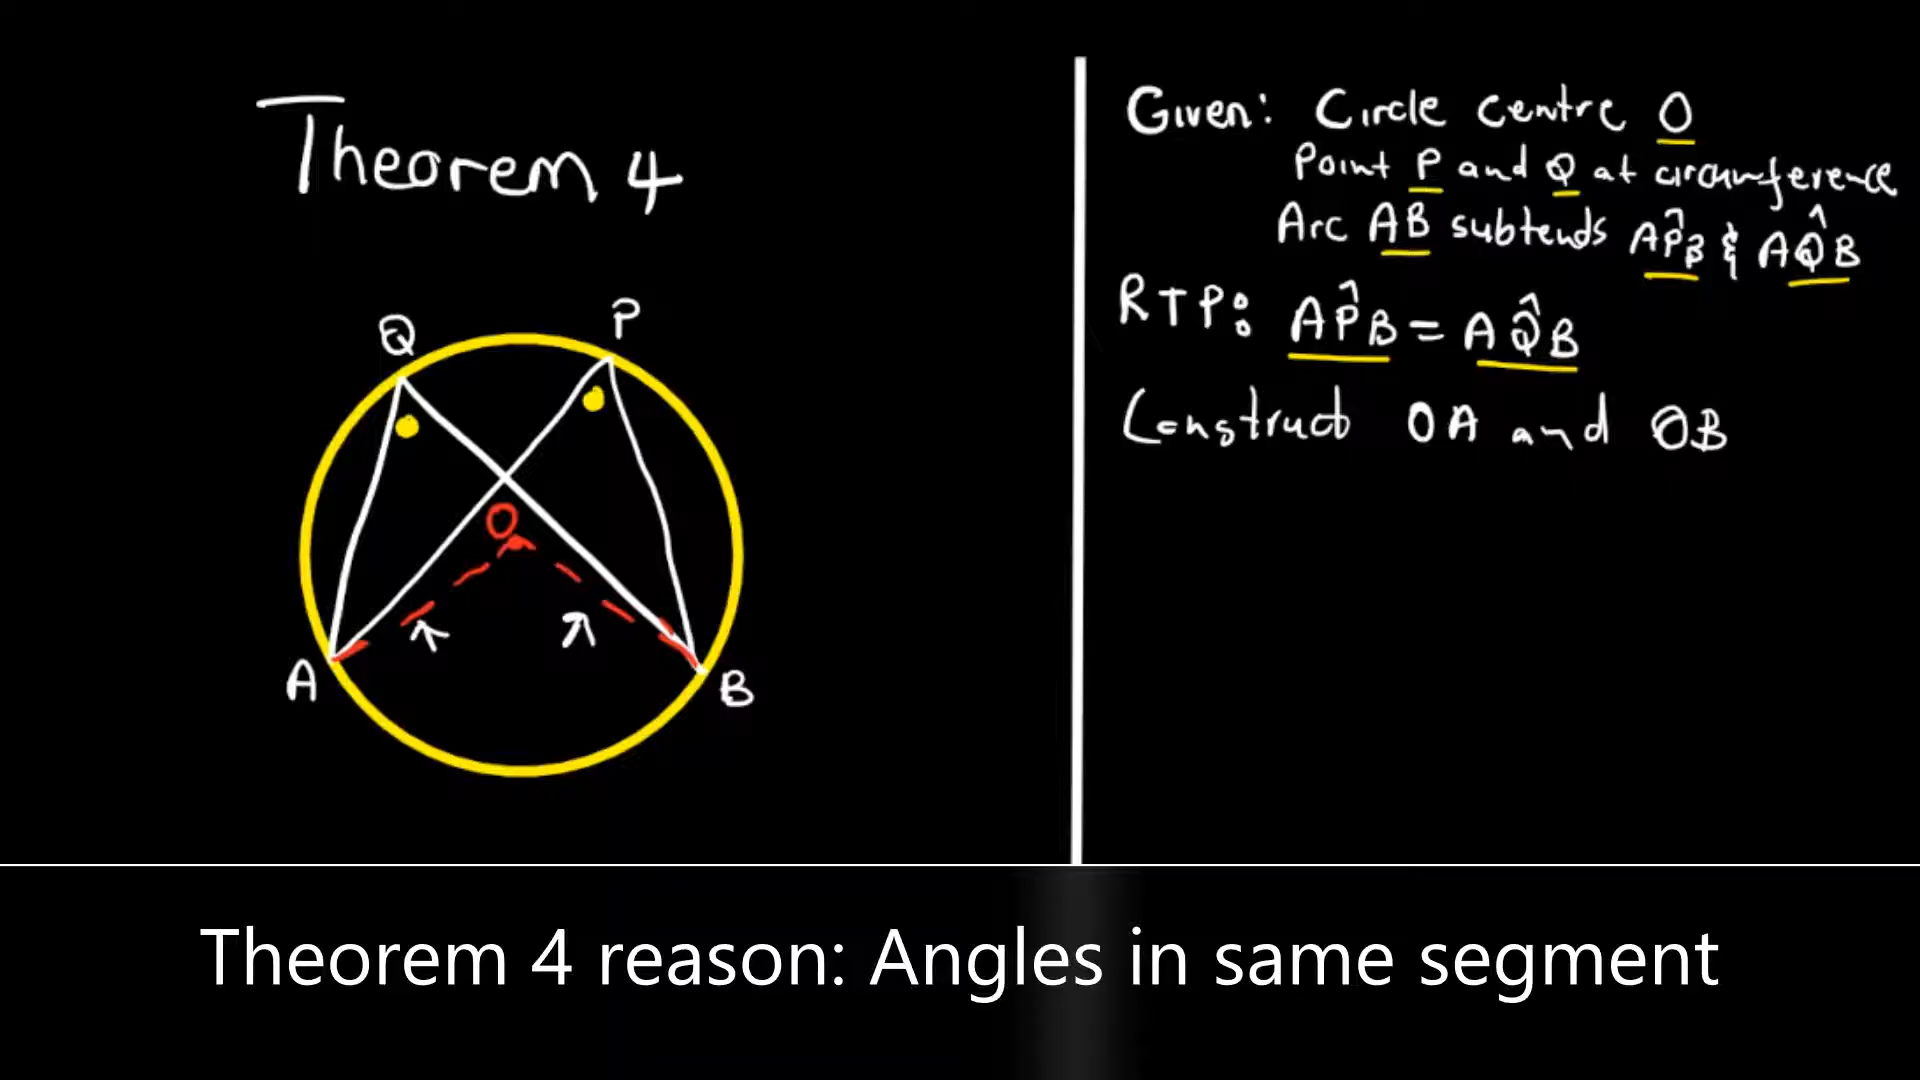 Theorem 4
Given: Circle centre O
Point P and Q at circumference
Arc AB subtends AP̂B & AQ̂B
RTP: AP̂B = AQ̂B
Construct OA and OB
Q
P
O
A
B
Theorem 4 reason: Angles in same segment